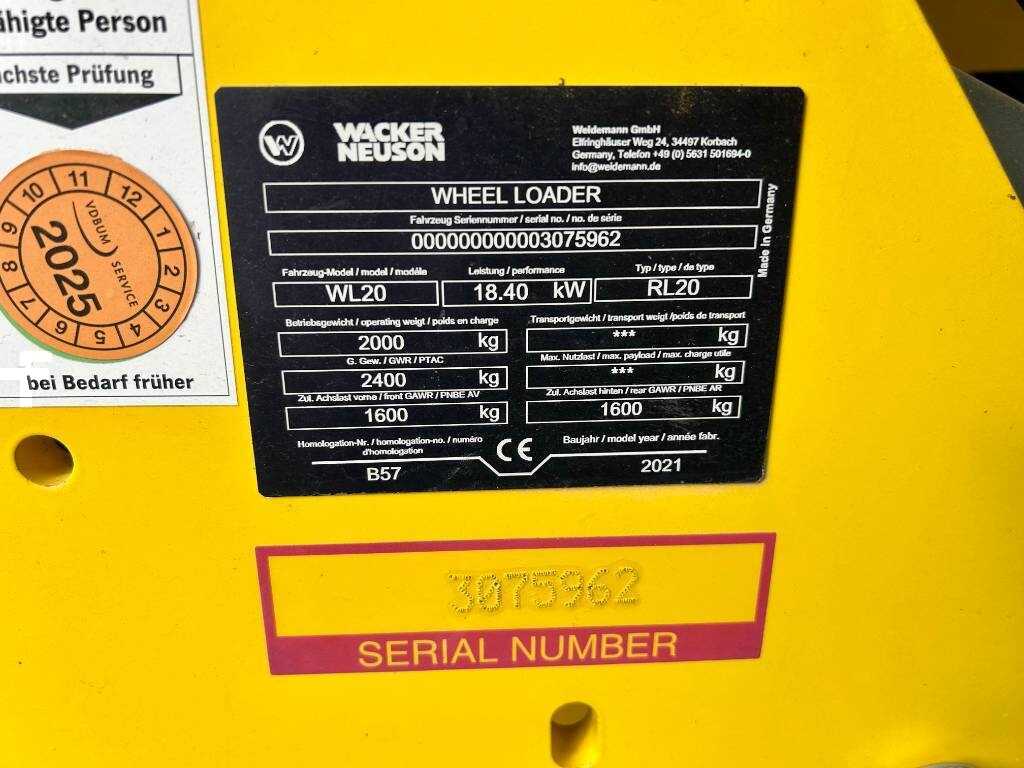 ähigte Person
chste Prüfung
10 11 12 1 2 3 4 5 6 7 8 9
VDBUM SERVICE
2025
bei Bedarf früher
W
WACKER
NEUSON
Weidemann GmbH
Elfringhäuser Weg 24, 34497 Korbach
Germany, Telefon +49 (0) 5631 501694-0
info@weidemann.de
WHEEL LOADER
Fahrzeug Seriennummer / serial no. / no. de série
000000000003075962
Made in Germany
Fahrzeug-Model / model / modéle Leistung / performance Typ / type / de type
WL20 18.40 kW RL20
Betriebsgewicht / operating weigt / poids en charge Transportgewicht / transport weigt /poids de transport
2000 kg *** kg
G. Gew. / GWR / PTAC Max. Nutzlast / max. payload / max. charge utile
2400 kg *** kg
Zul. Achslast vorne / front GAWR / PNBE AV Zul. Achslast hinten / rear GAWR / PNBE AR
1600 kg 1600 kg
Homologation-Nr. / homologation-no. / numéro
d'homologation
CE
Baujahr / model year / année fabr.
B57 2021
3075962
SERIAL NUMBER